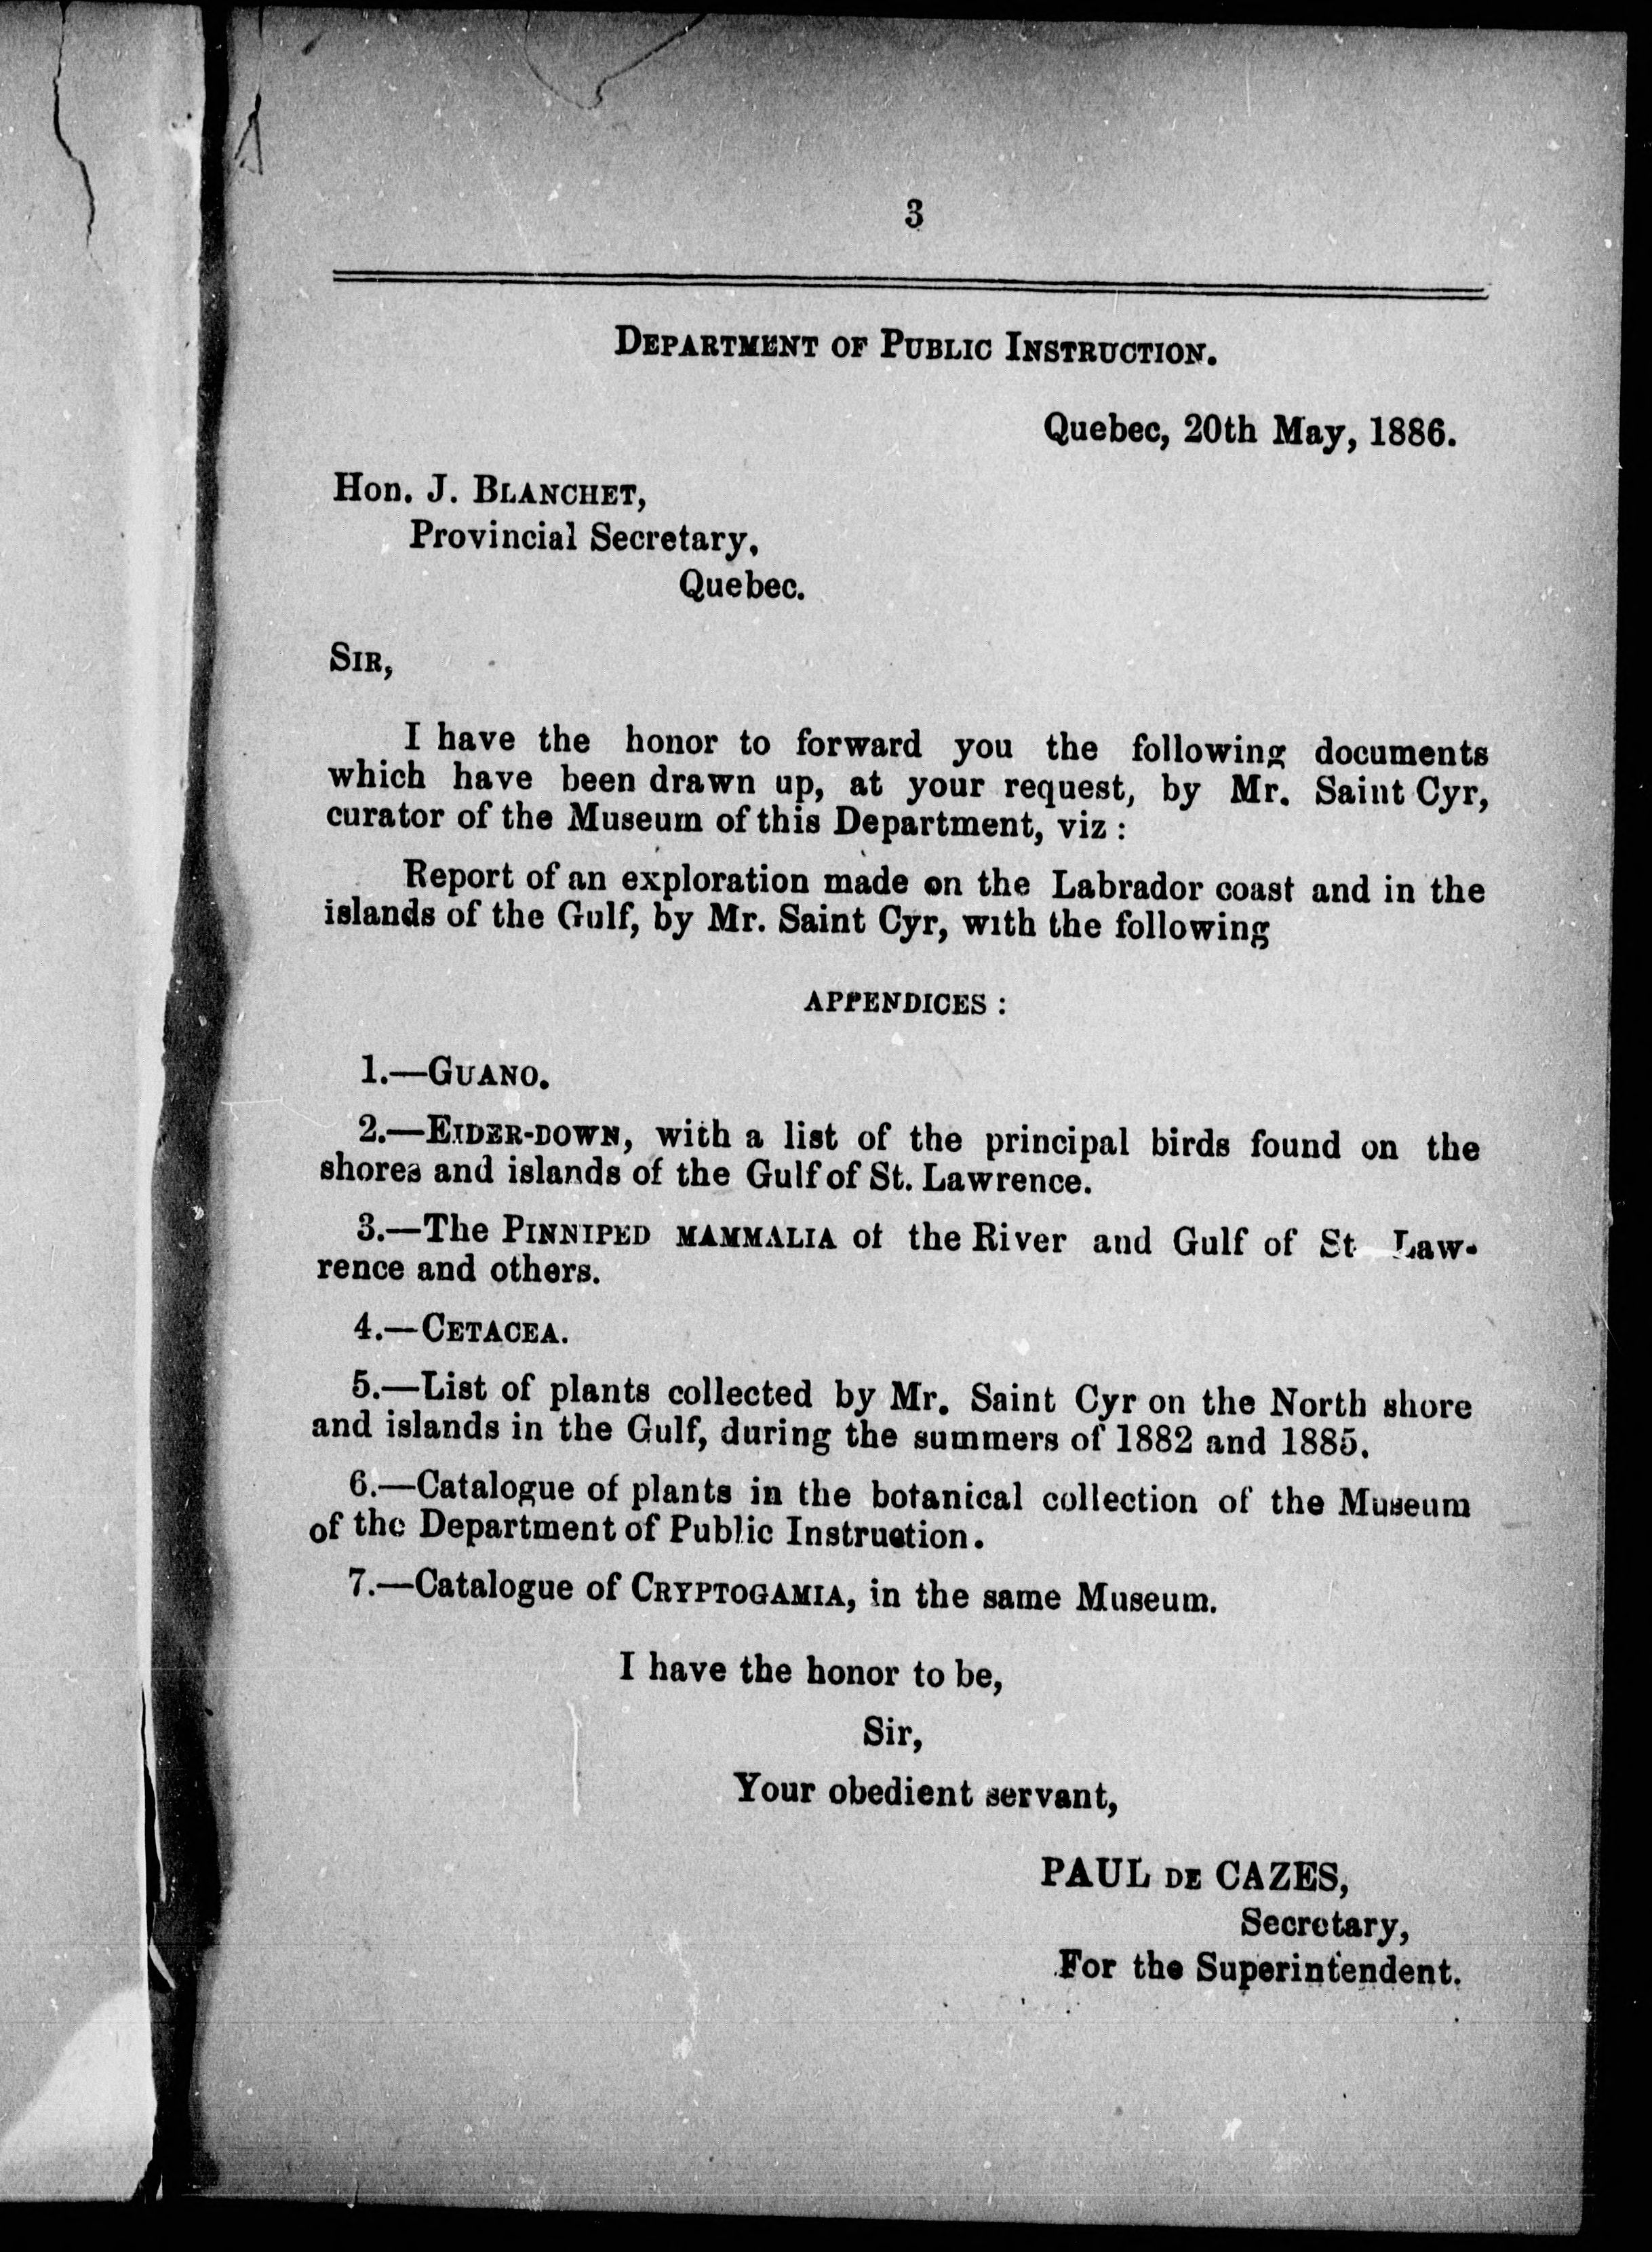 3
DEPARTMENT OF PUBLIC INSTRUCTION.
Quebec, 20th May, 1886.
Hon. J. BLANCHET,
Provincial Secretary,
Quebec.
SIR,
I have the honor to forward you the following documents
which have been drawn up, at your request, by Mr. Saint Cyr,
curator of the Museum of this Department, viz :
Report of an exploration made on the Labrador coast and in the
islands of the Gulf, by Mr. Saint Cyr, with the following
APPENDICES :
1.—GUANO.
2.—EIDER-DOWN, with a list of the principal birds found on the
shores and islands of the Gulf of St. Lawrence.
3.—The PINNIPED MAMMALIA of the River and Gulf of St Law-
rence and others.
4.—CETACEA.
5.—List of plants collected by Mr. Saint Cyr on the North shore
and islands in the Gulf, during the summers of 1882 and 1885.
6.—Catalogue of plants in the botanical collection of the Museum
of the Department of Public Instruction.
7.—Catalogue of CRYPTOGAMIA, in the same Museum.
I have the honor to be,
Sir,
Your obedient servant,
PAUL DE CAZES,
Secretary,
For the Superintendent.